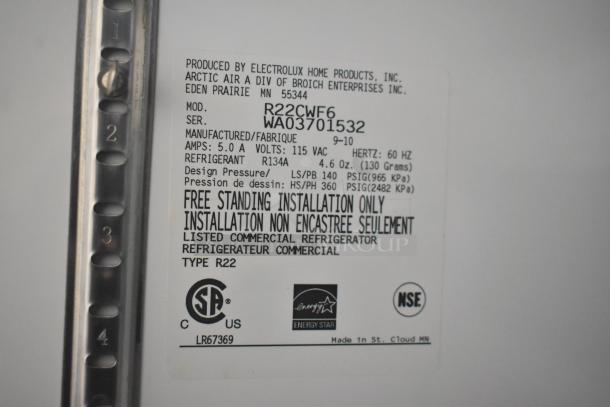 PRODUCED BY ELECTROLUX HOME PRODUCTS, INC.
ARCTIC AIR A DIV OF BROICH ENTERPRISES INC.
EDEN PRAIRIE MN 55344
MOD. R22CWF6
SER. WA03701532
MANUFACTURED/FABRIQUE 9-10
AMPS: 5.0 A VOLTS: 115 VAC HERTZ: 60 HZ
REFRIGERANT R134A 4.6 Oz. (130 Grams)
Design Pressure/ LS/PB 140 PSIG(965 KPa)
Pression de dessin: HS/PH 360 PSIG(2482 KPa)
FREE STANDING INSTALLATION ONLY
INSTALLATION NON ENCASTREE SEULEMENT
LISTED COMMERCIAL REFRIGERATOR
REFRIGERATEUR COMMERCIAL
GROUP
TYPE R22
SA ®
C US
energy
ENERGY STAR
NSE
LR67369
Made in St. Cloud MN
1
2
3
4